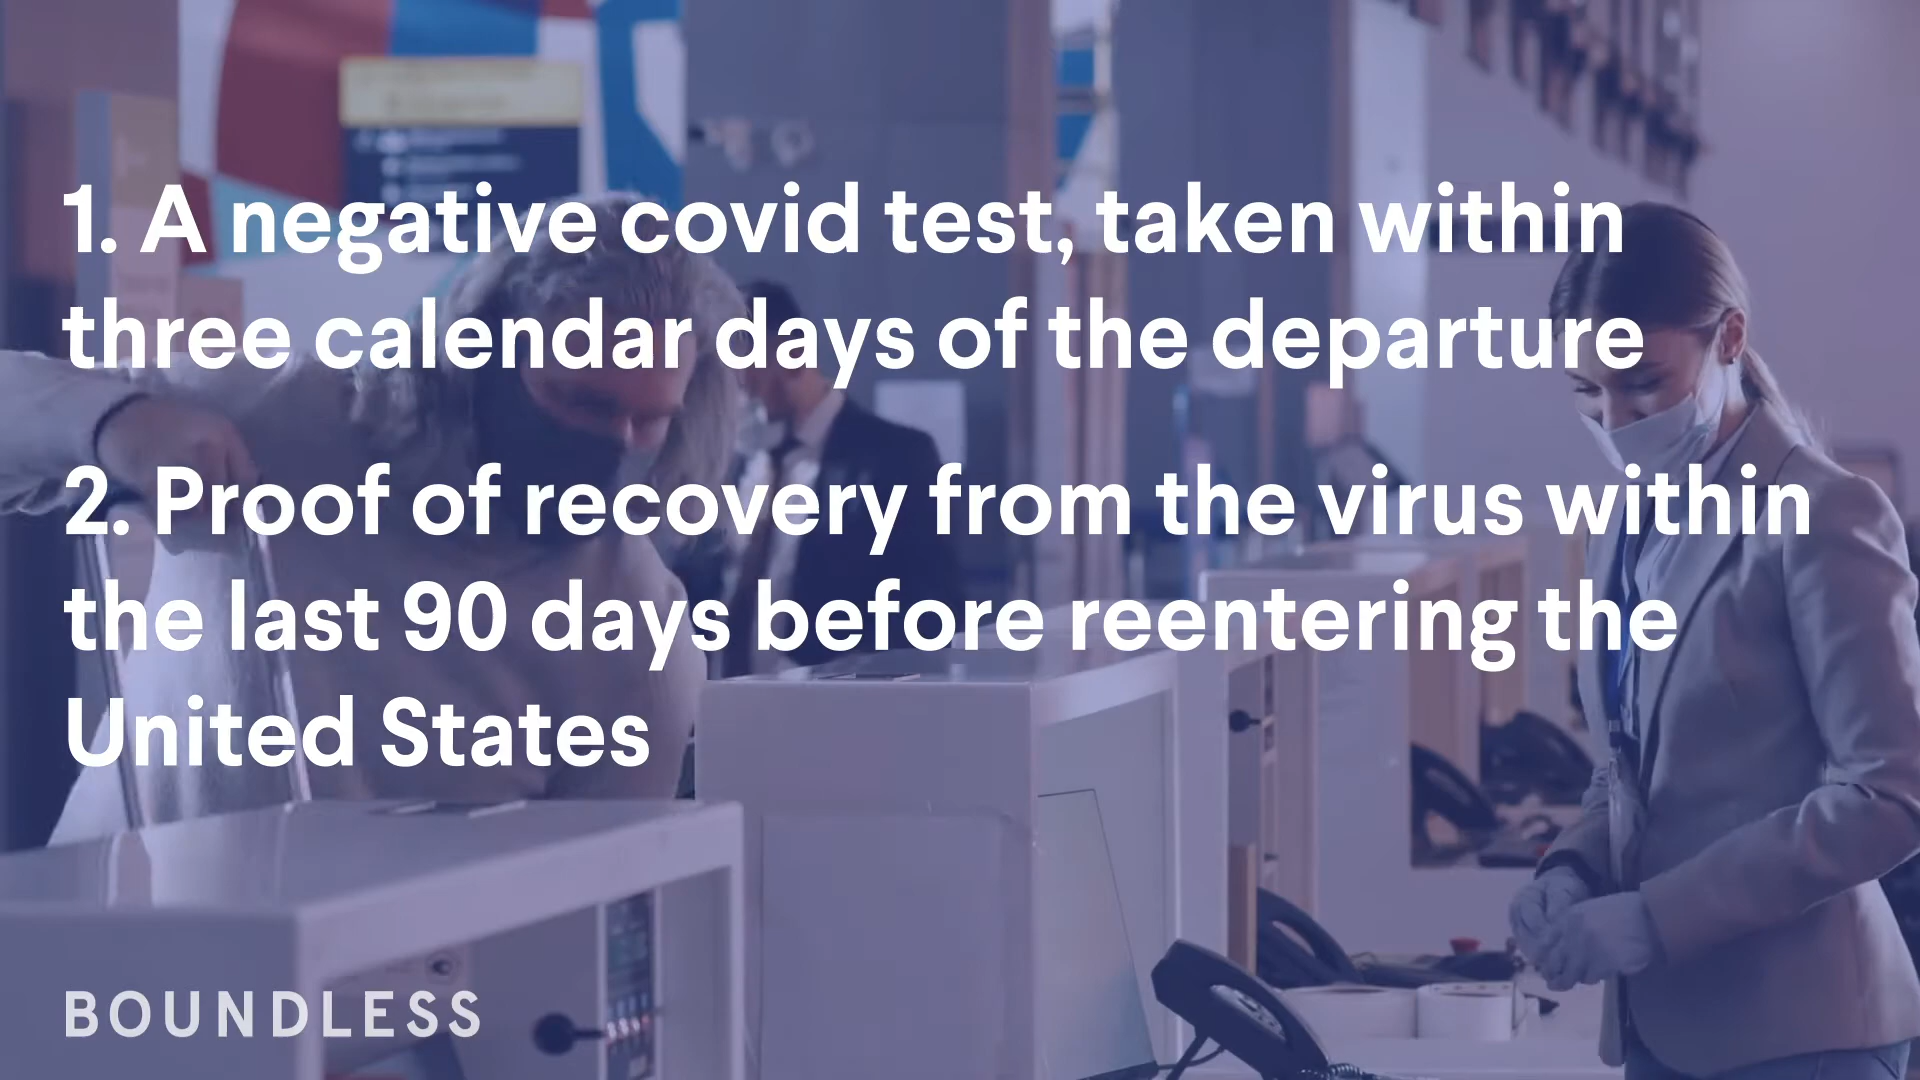 1. A negative covid test, taken within
three calendar days of the departure
2. Proof of recovery from the virus within
the last 90 days before reentering the
United States
BOUNDLESS